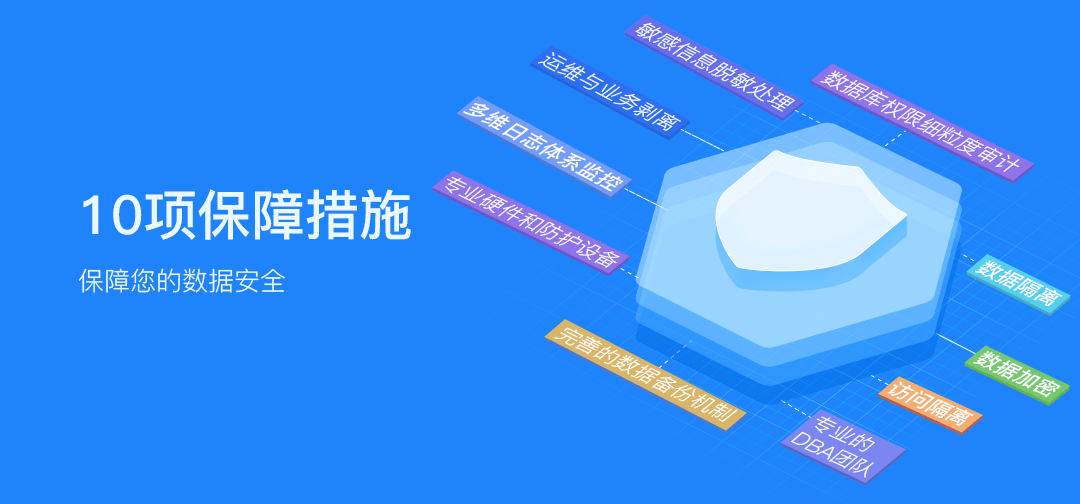 10项保障措施
保障您的数据安全
敏感信息脱敏处理
运维与业务剥离
数据库权限细粒度审计
多维日志体系监控
专业硬件和防护设备
数据隔离
完善的数据备份机制
数据加密
访问隔离
专业的
DBA团队